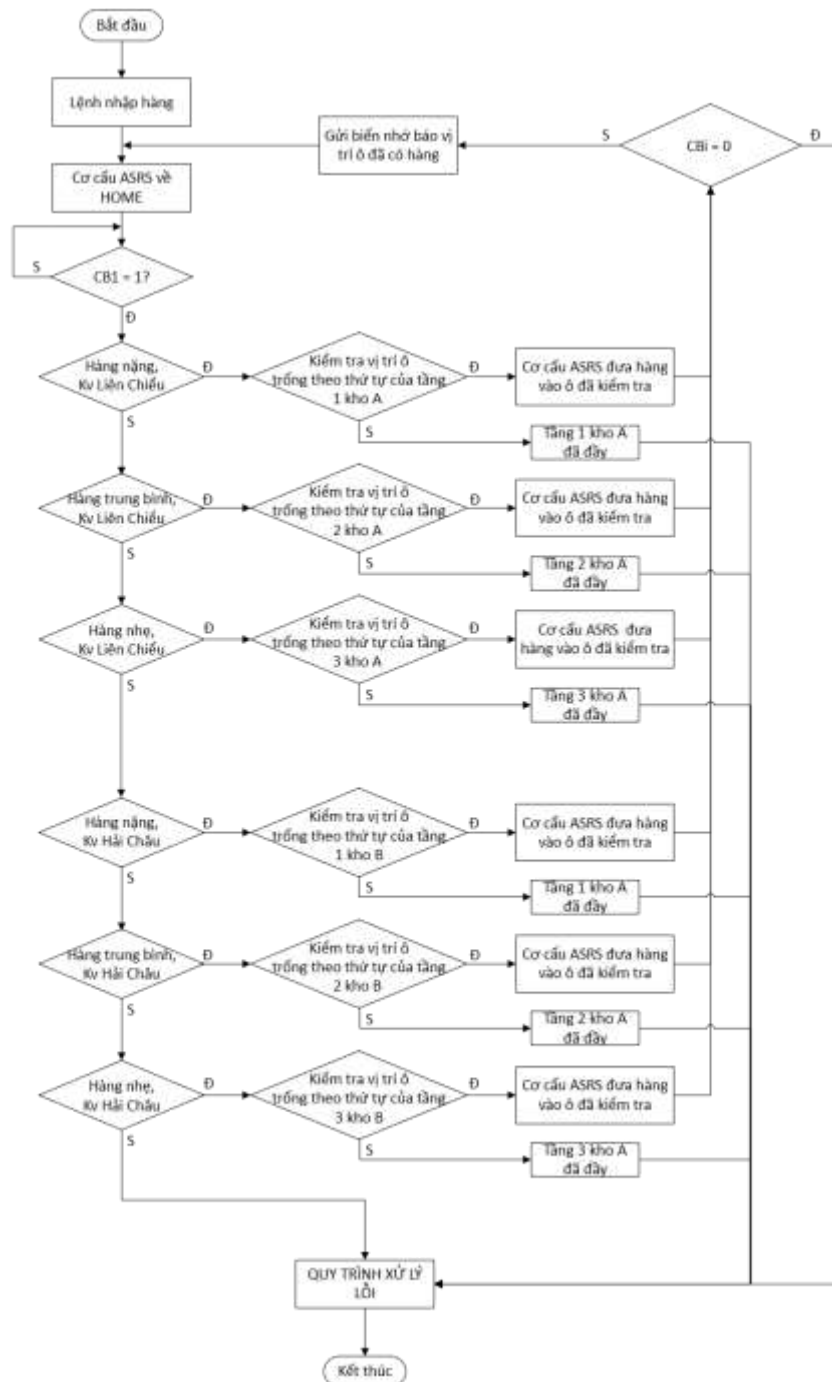 Bắt đầu
Lệnh nhập hàng
Gửi biến nhớ báo vị
trí ô đã có hàng
S
CBi = 0
Đ
Cơ cấu ASRS về
HOME
S
CB1 = 1?
Đ
Hàng nặng,
Kv Liên Chiểu
Đ
Kiểm tra vị trí ô
trống theo thứ tự của tầng
1 kho A
Đ
Cơ cấu ASRS đưa hàng
vào ô đã kiểm tra
S
S
Tầng 1 kho A
đã đầy
Hàng trung bình,
Kv Liên Chiểu
Đ
Kiểm tra vị trí ô
trống theo thứ tự của tầng
2 kho A
Đ
Cơ cấu ASRS đưa hàng
vào ô đã kiểm tra
S
S
Tầng 2 kho A
đã đầy
Hàng nhẹ,
Kv Liên Chiểu
Đ
Kiểm tra vị trí ô
trống theo thứ tự của tầng
3 kho A
Đ
Cơ cấu ASRS đưa
hàng vào ô đã kiểm tra
S
S
Tầng 3 kho A
đã đầy
Hàng nặng,
Kv Hải Châu
Đ
Kiểm tra vị trí ô
trống theo thứ tự của tầng
1 kho B
Đ
Cơ cấu ASRS đưa hàng
vào ô đã kiểm tra
S
S
Tầng 1 kho A
đã đầy
Hàng trung bình,
Kv Hải Châu
Đ
Kiểm tra vị trí ô
trống theo thứ tự của tầng
2 kho B
Đ
Cơ cấu ASRS đưa hàng
vào ô đã kiểm tra
S
S
Tầng 2 kho A
đã đầy
Hàng nhẹ,
Kv Hải Châu
Đ
Kiểm tra vị trí ô
trống theo thứ tự của tầng
3 kho B
Đ
Cơ cấu ASRS đưa hàng
vào ô đã kiểm tra
S
S
Tầng 3 kho A
đã đầy
QUY TRÌNH XỬ LÝ
LỖI
Kết thúc